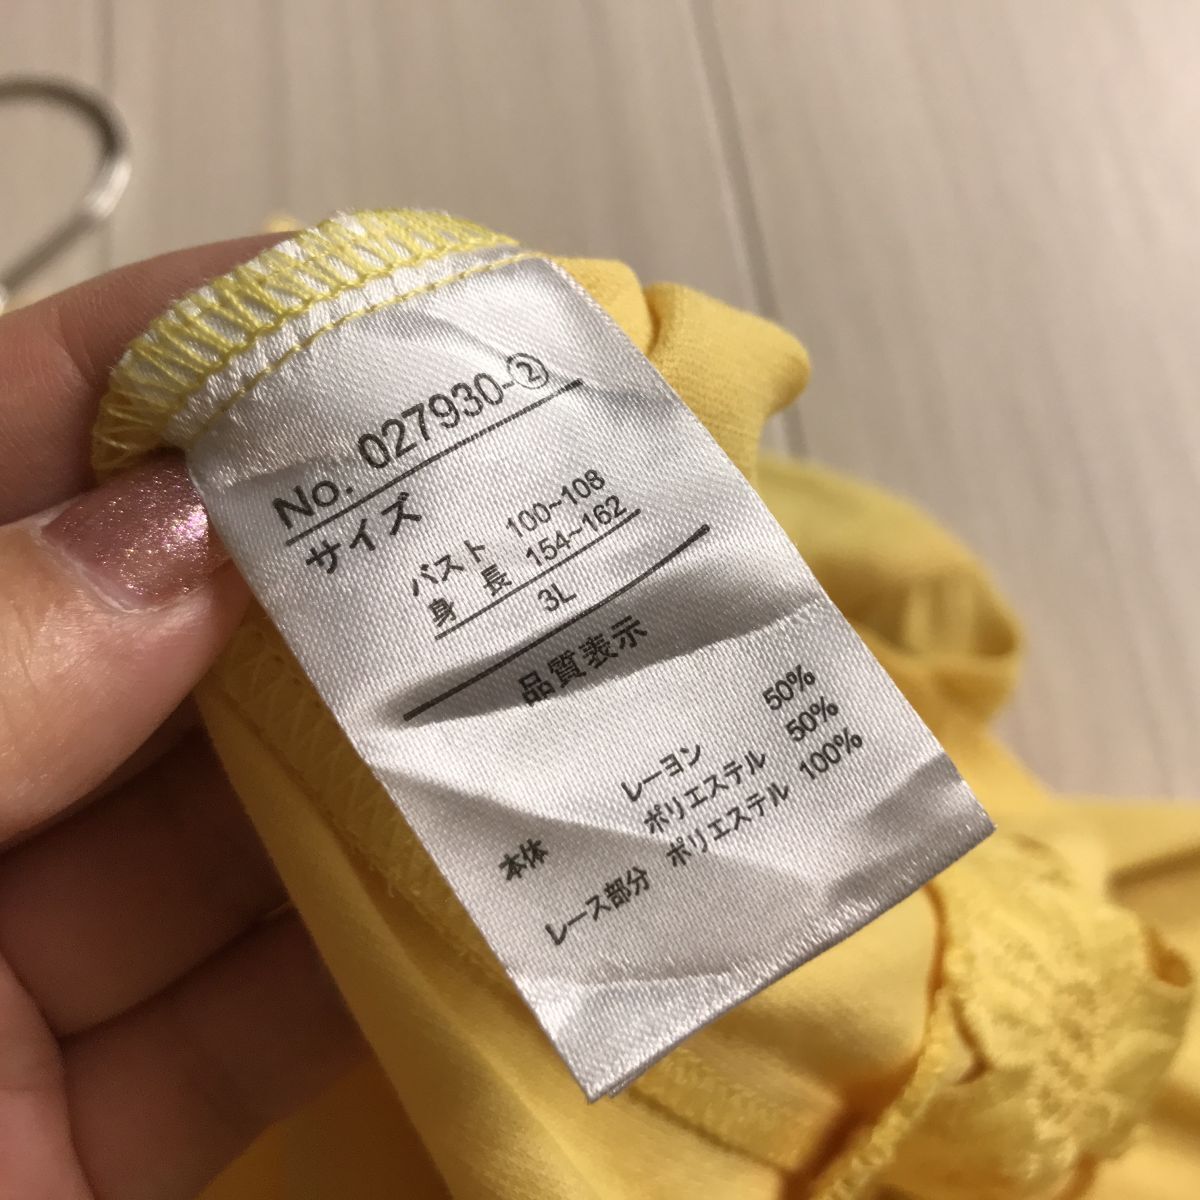 No. 027930-②
サイズ
バスト 100~108
身長 154~162
3L
品質表示
レーヨン 50%
本体 ポリエステル 50%
レース部分 ポリエステル 100%